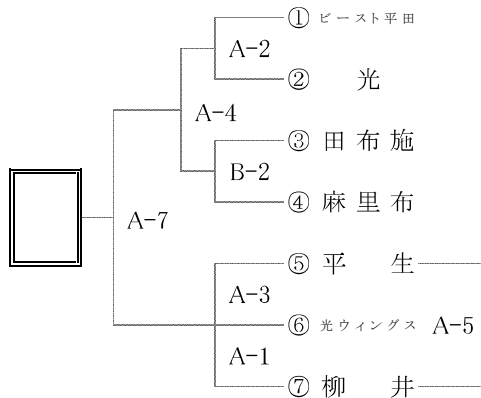 ① ビースト平田
A-2
② 光
A-4
③ 田布施
B-2
④ 麻里布
A-7
⑤ 平生
A-3
⑥ 光ウィングス A-5
A-1
⑦ 柳井